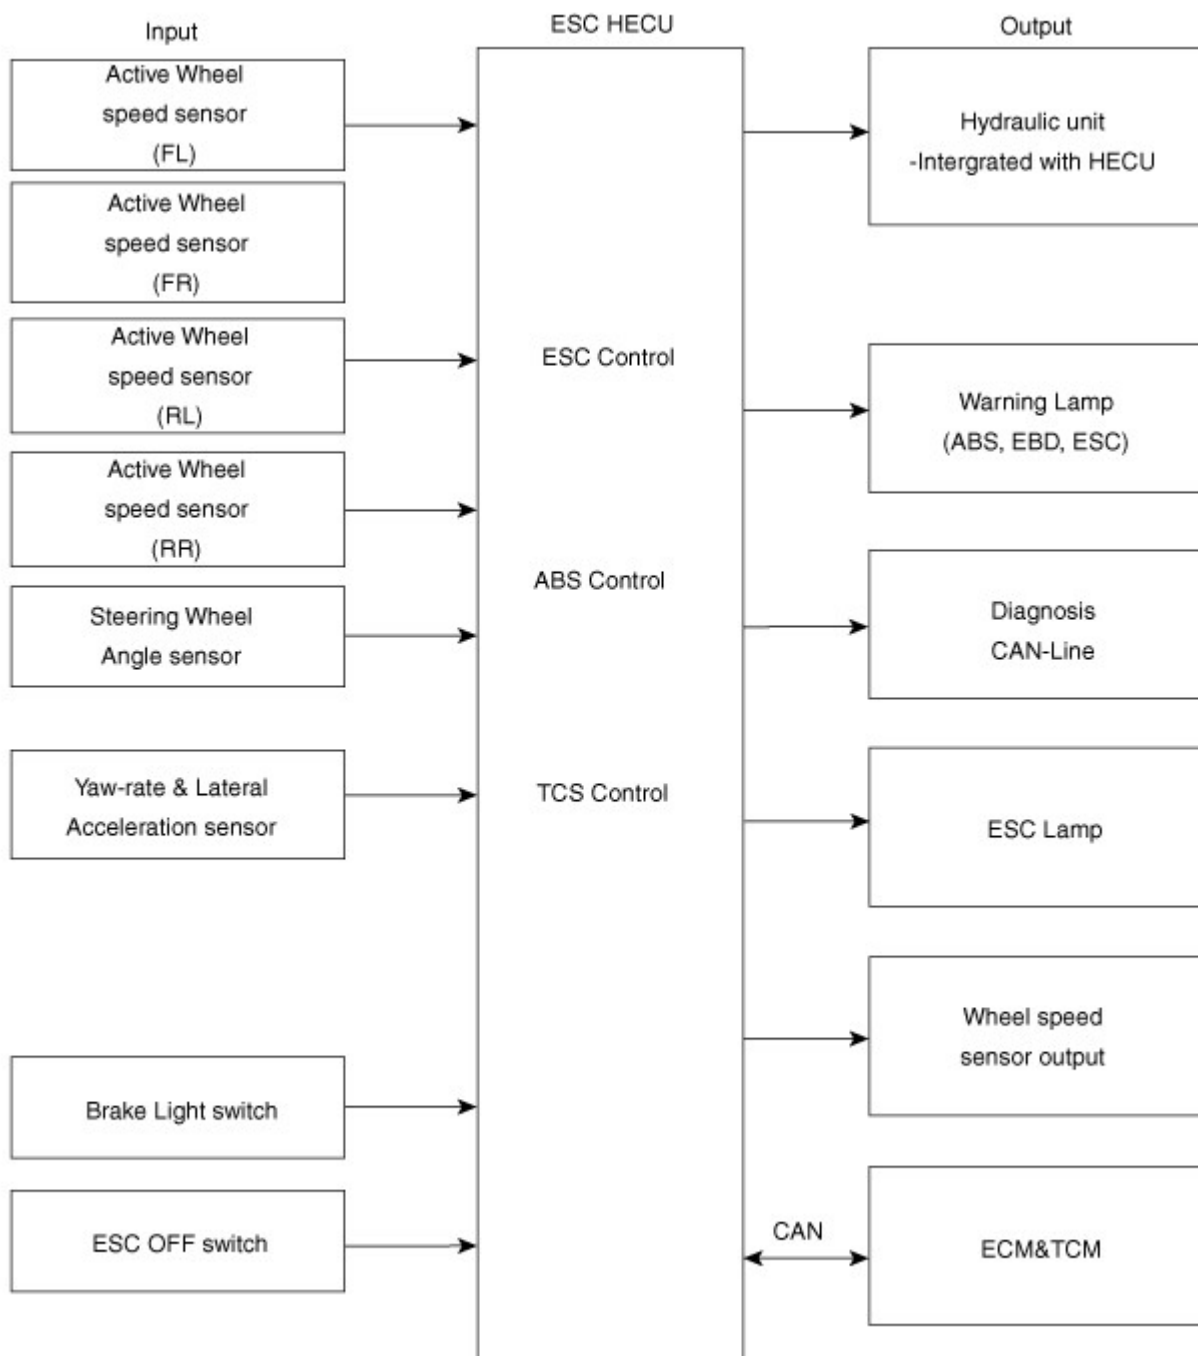 Input
ESC HECU
Output
Active Wheel
speed sensor
(FL)
Active Wheel
speed sensor
(FR)
Active Wheel
speed sensor
(RL)
Active Wheel
speed sensor
(RR)
Steering Wheel
Angle sensor
Yaw-rate & Lateral
Acceleration sensor
Brake Light switch
ESC OFF switch
ESC Control
ABS Control
TCS Control
Hydraulic unit
-Intergrated with HECU
Warning Lamp
(ABS, EBD, ESC)
Diagnosis
CAN-Line
ESC Lamp
Wheel speed
sensor output
CAN
ECM&TCM